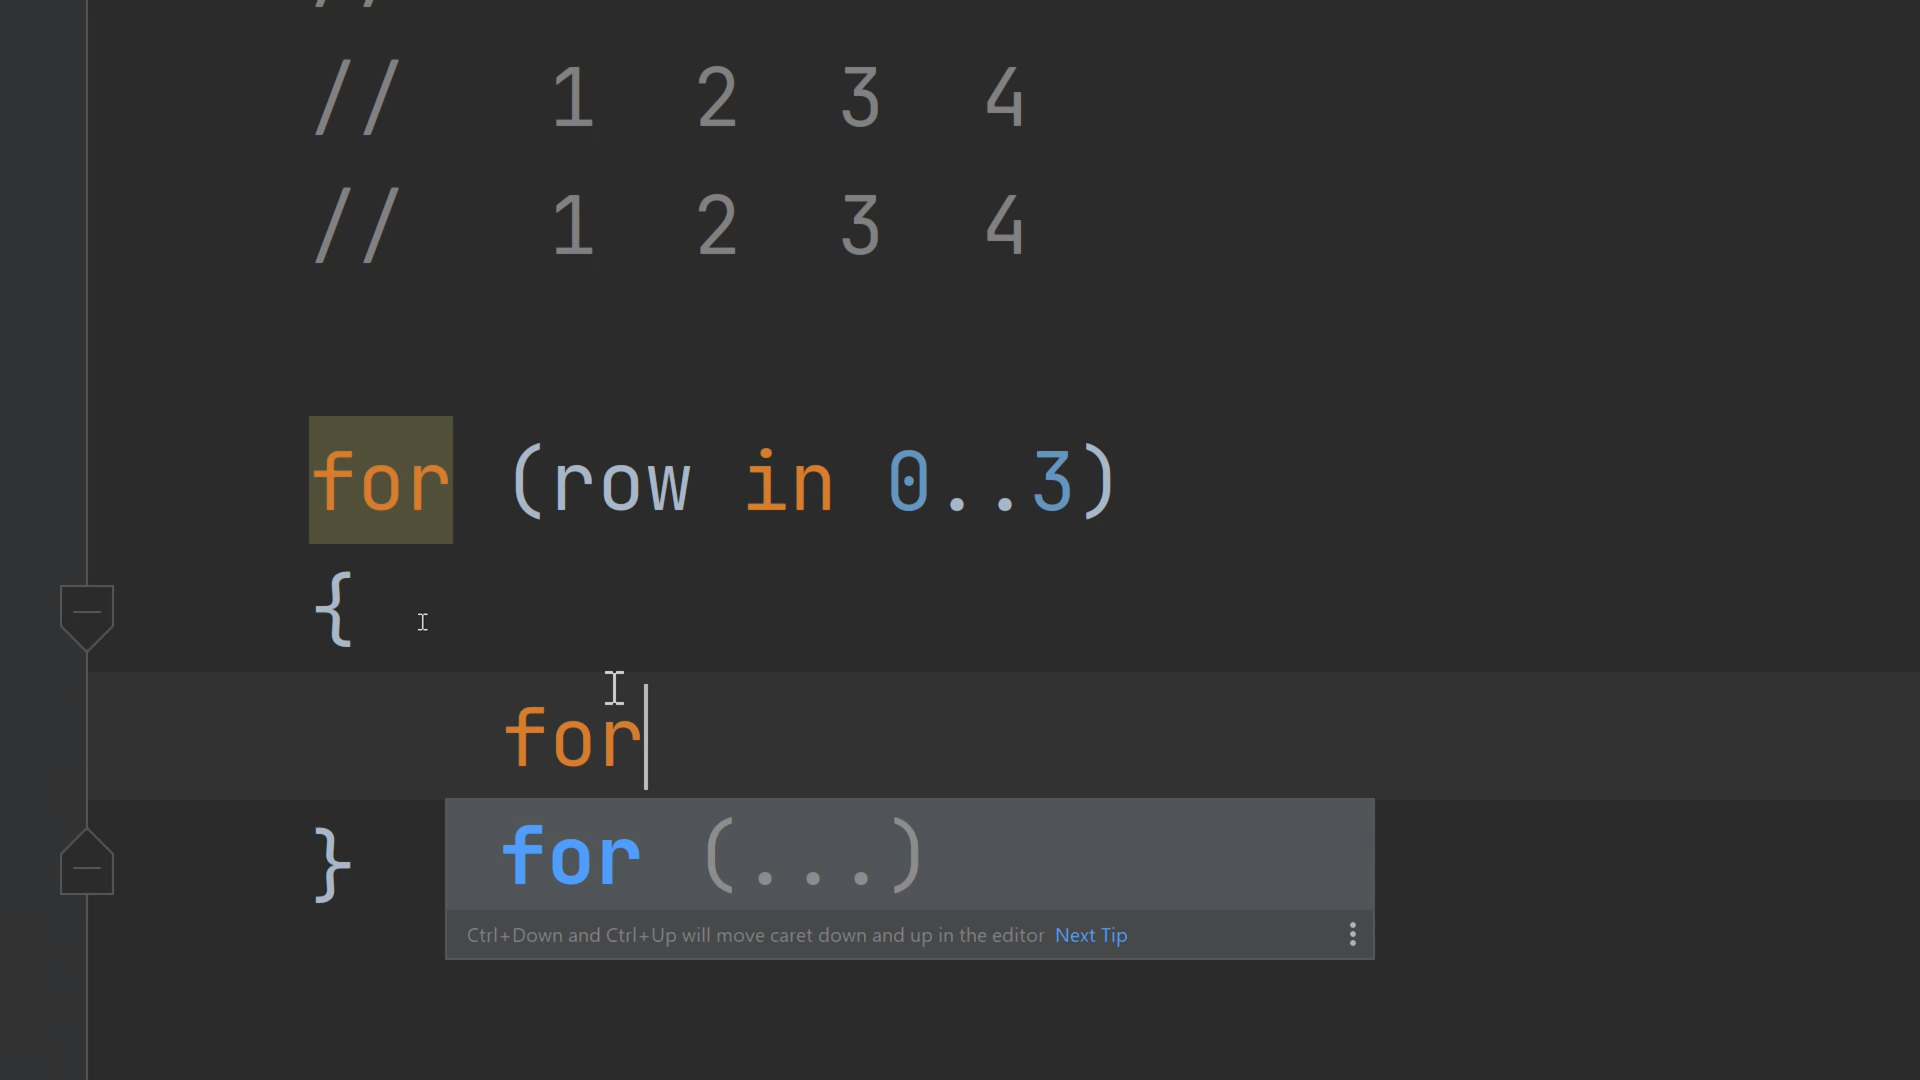 //   1  2  3  4
//   1  2  3  4
for (row in 0..3)
{
for
}
for (...)
Ctrl+Down and Ctrl+Up will move caret down and up in the editor Next Tip